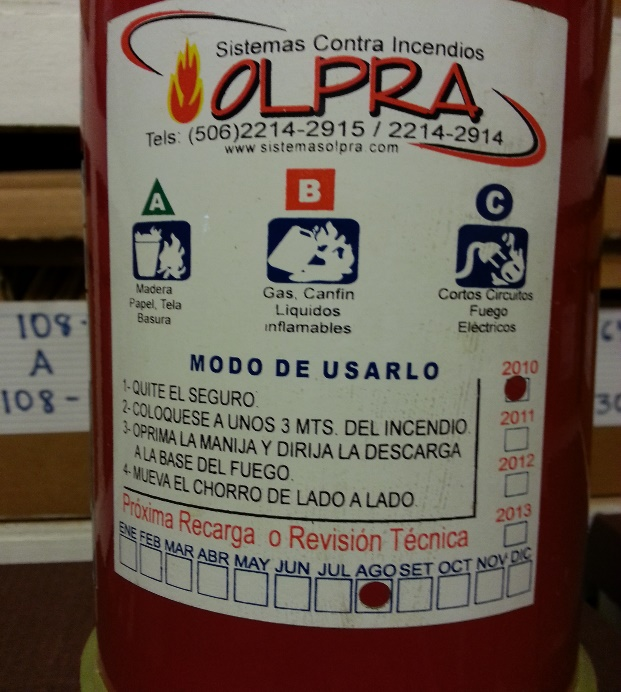 Sistemas Contra Incendios
OLPRA
Tels: (506)2214-2915 / 2214-2914
www.sistemasolpra.com
A
B
C
Madera
Papel, Tela
Basura
Gas, Canfin
Liquidos
inflamables
Cortos Circuitos
Fuego
Eléctricos
MODO DE USARLO
1- QUITE EL SEGURO.
2- COLOQUESE A UNOS 3 MTS. DEL INCENDIO.
3- OPRIMA LA MANIJA Y DIRIJA LA DESCARGA
A LA BASE DEL FUEGO.
4- MUEVA EL CHORRO DE LADO A LADO.
2010
2011
2012
2013
Próxima Recarga o Revisión Técnica
ENE FEB MAR ABR MAY JUN JUL AGO SET OCT NOV DIC
108-
A
108-